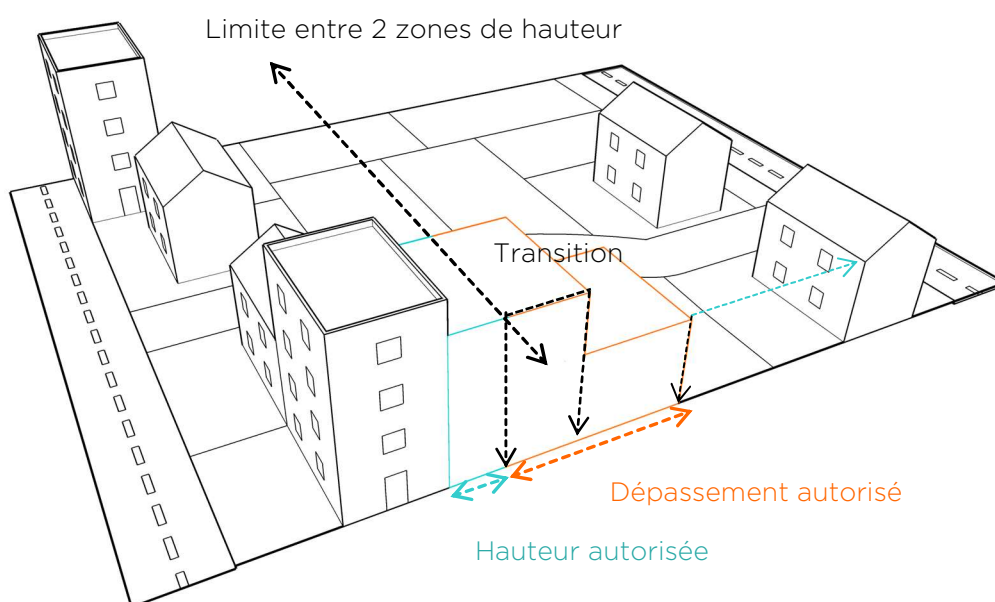 Limite entre 2 zones de hauteur
Transition
Dépassement autorisé
Hauteur autorisée